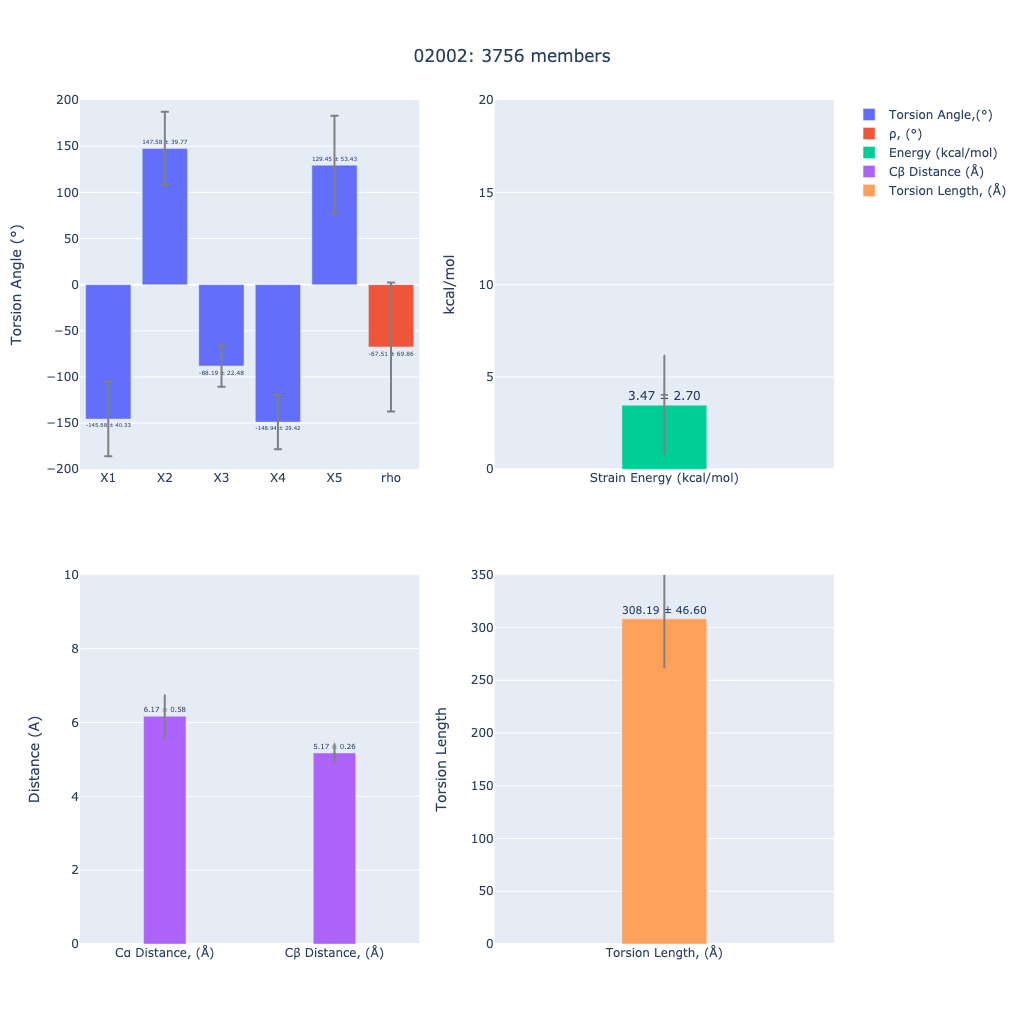 02002: 3756 members
200
150
100
50
0
−50
−100
−150
−200
Torsion Angle (°)
147.58 ± 39.77
129.45 ± 53.43
-67.51 ± 69.86
-88.19 ± 22.48
-145.68 ± 40.33
-148.94 ± 29.42
X1 X2 X3 X4 X5 rho
20
15
10
5
0
kcal/mol
3.47 ± 2.70
Strain Energy (kcal/mol)
Torsion Angle,(°)
ρ, (°)
Energy (kcal/mol)
Cβ Distance (Å)
Torsion Length, (Å)
10
8
6
4
2
0
Distance (A)
6.17 ± 0.58
5.17 ± 0.26
Cα Distance, (Å) Cβ Distance, (Å)
350
300
250
200
150
100
50
0
Torsion Length
308.19 ± 46.60
Torsion Length, (Å)